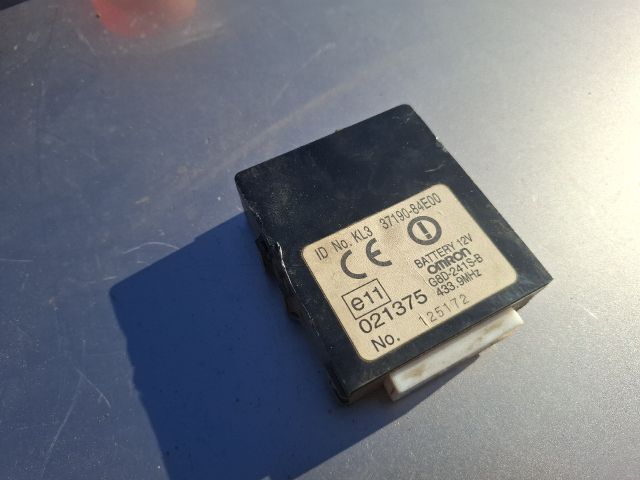 ID No. KL3 37190-84E00
CE
BATTERY 12V
OMRON
G8D-241S-B
433.9MHz
e11
021375
No. 125172